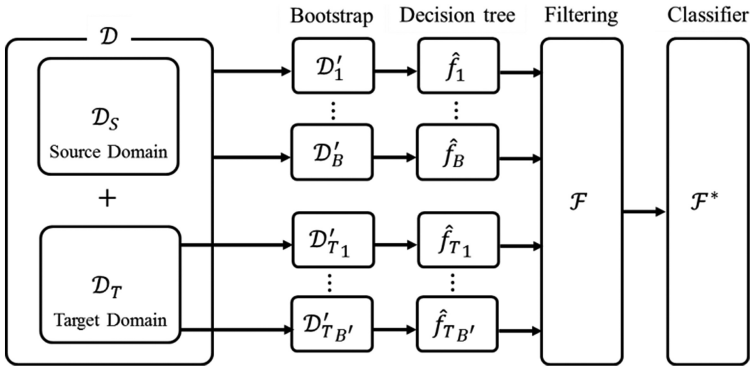 Bootstrap Decision tree Filtering Classifier
𝒟
𝒟_S
Source Domain
+
𝒟_T
Target Domain
𝒟′_1
⋮
𝒟′_B
𝒟′_{T_1}
⋮
𝒟′_{T_{B′}}
f̂_1
⋮
f̂_B
f̂_{T_1}
⋮
f̂_{T_{B′}}
ℱ
ℱ*